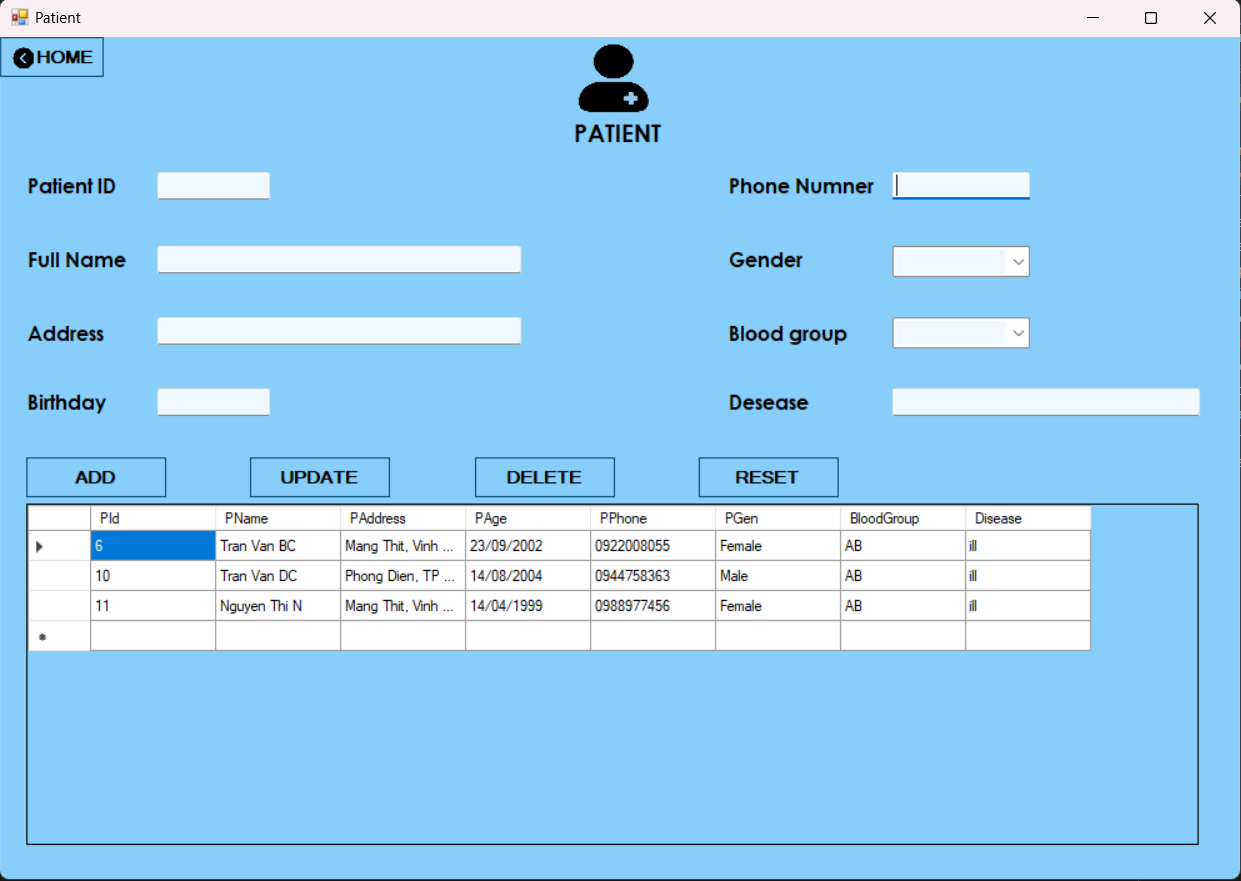 Patient
HOME
PATIENT
Patient ID
Phone Numner
Full Name
Gender
Address
Blood group
Birthday
Desease
ADD UPDATE DELETE RESET
PId PName PAddress PAge PPhone PGen BloodGroup Disease
6 Tran Van BC Mang Thit, Vinh ... 23/09/2002 0922008055 Female AB ill
10 Tran Van DC Phong Dien, TP ... 14/08/2004 0944758363 Male AB ill
11 Nguyen Thi N Mang Thit, Vinh ... 14/04/1999 0988977456 Female AB ill